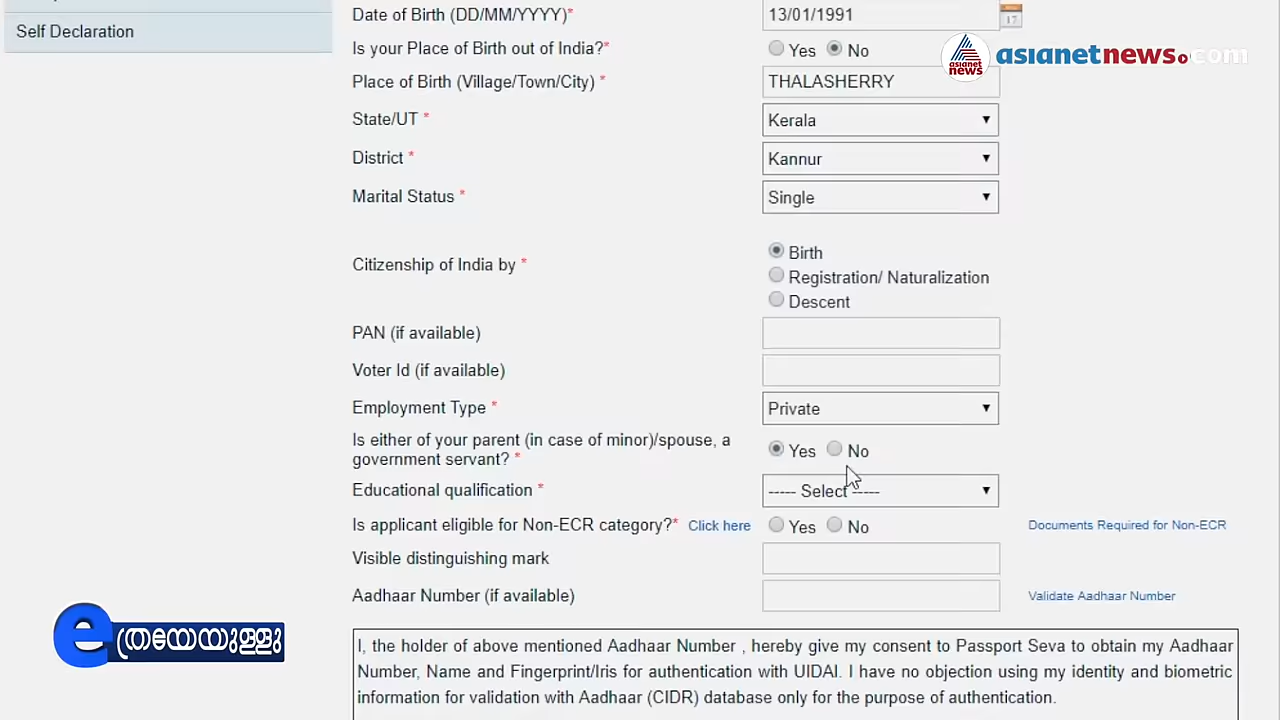 Self Declaration
Date of Birth (DD/MM/YYYY)* 13/01/1991 17
Is your Place of Birth out of India?* Yes No
asianet news asianetnews.com
Place of Birth (Village/Town/City) * THALASHERRY
State/UT * Kerala
District * Kannur
Marital Status * Single
Citizenship of India by * Birth
Registration/ Naturalization
Descent
PAN (if available)
Voter Id (if available)
Employment Type * Private
Is either of your parent (in case of minor)/spouse, a
government servant? * Yes No
Educational qualification * ----- Select -----
Is applicant eligible for Non-ECR category?* Click here Yes No Documents Required for Non-ECR
Visible distinguishing mark
Aadhaar Number (if available) Validate Aadhaar Number
eത്രയേയുള്ളു
I, the holder of above mentioned Aadhaar Number , hereby give my consent to Passport Seva to obtain my Aadhaar
Number, Name and Fingerprint/Iris for authentication with UIDAI. I have no objection using my identity and biometric
information for validation with Aadhaar (CIDR) database only for the purpose of authentication.